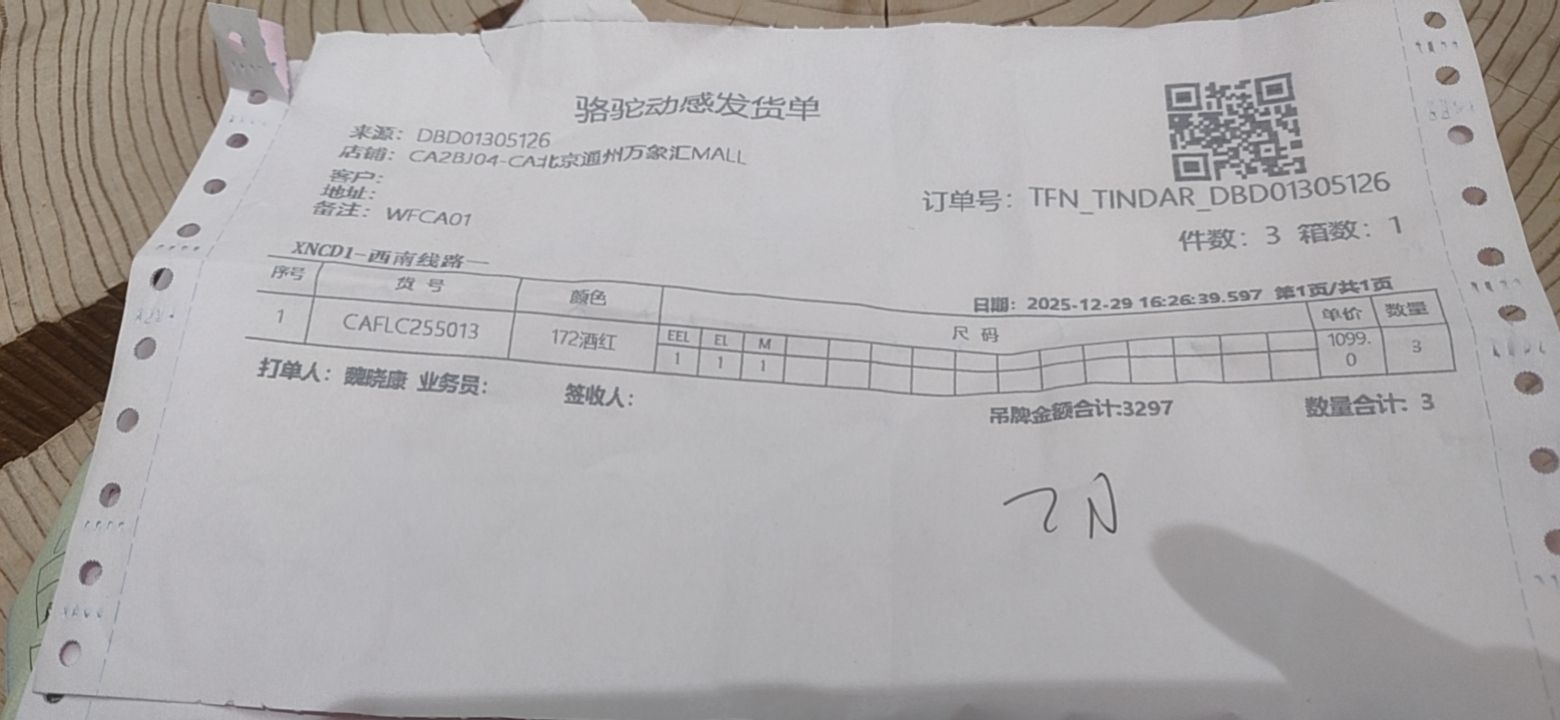 骆驼动感发货单
来源: DBD01305126
店铺: CA2BJ04-CA北京通州万象汇MALL
客户:
地址:
备注: WFCA01
订单号: TFN_TINDAR_DBD01305126
件数: 3 箱数: 1
XNCD1-西南线路一
日期: 2025-12-29 16:26:39.597 第1页/共1页
序号 货号 颜色 尺码 单价 数量
1 CAFLC255013 172酒红 EEL EL M 1099.0 3
1 1 1
打单人: 魏晓康 业务员: 签收人: 吊牌金额合计:3297 数量合计: 3